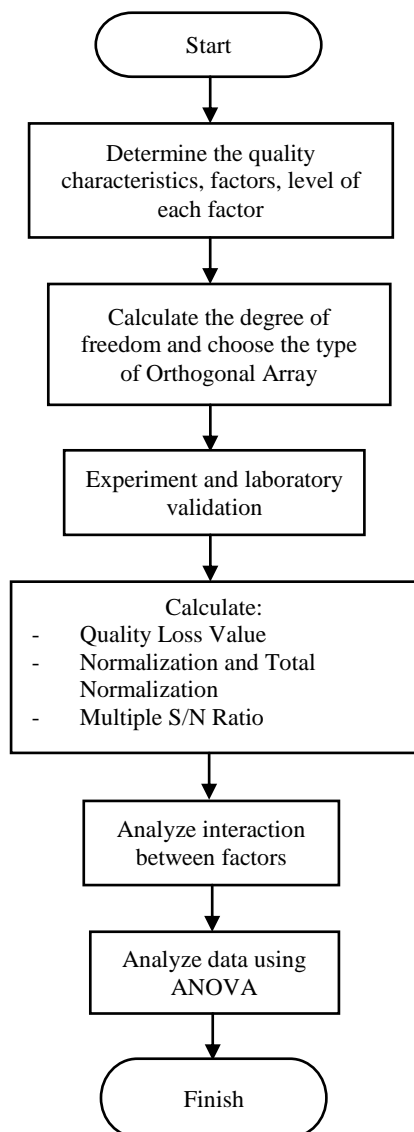 Start
Determine the quality
characteristics, factors, level of
each factor
Calculate the degree of
freedom and choose the type
of Orthogonal Array
Experiment and laboratory
validation
Calculate:
- Quality Loss Value
- Normalization and Total
Normalization
- Multiple S/N Ratio
Analyze interaction
between factors
Analyze data using
ANOVA
Finish